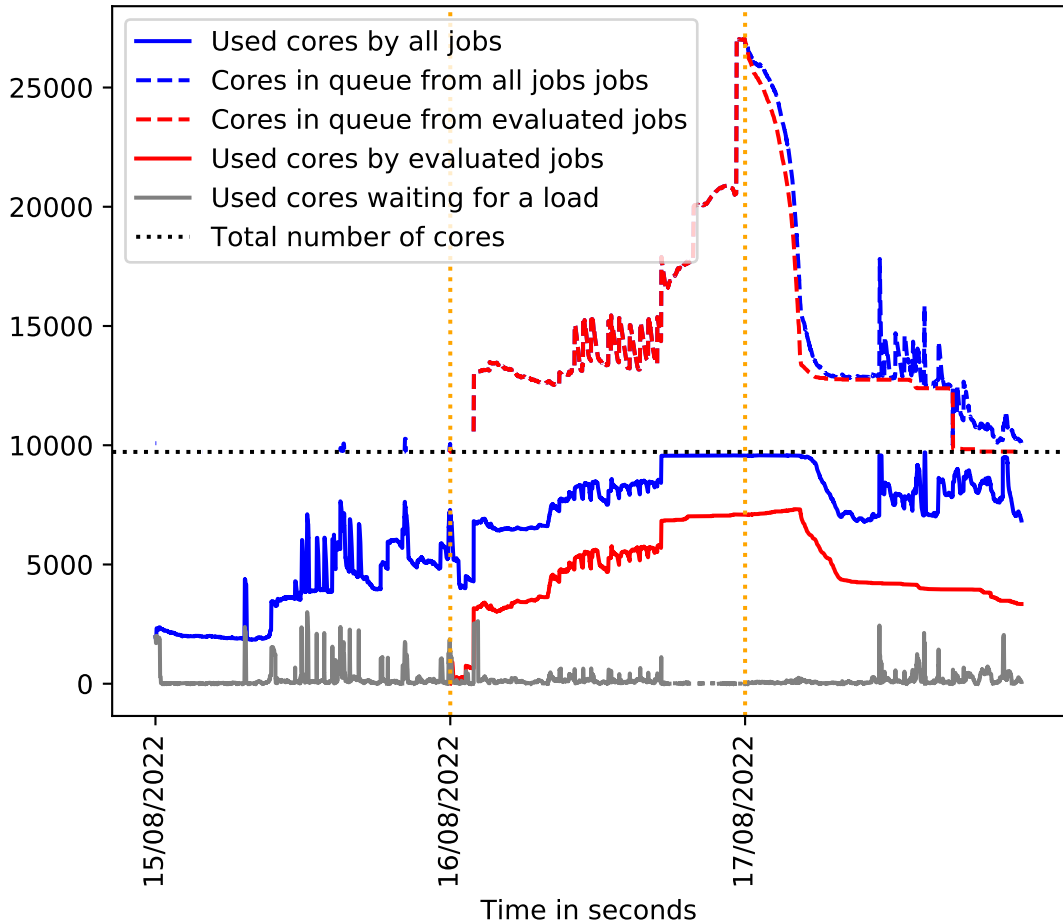 Used cores by all jobs
Cores in queue from all jobs jobs
Cores in queue from evaluated jobs
Used cores by evaluated jobs
Used cores waiting for a load
Total number of cores
25000
20000
15000
10000
5000
0
15/08/2022
16/08/2022
17/08/2022
Time in seconds